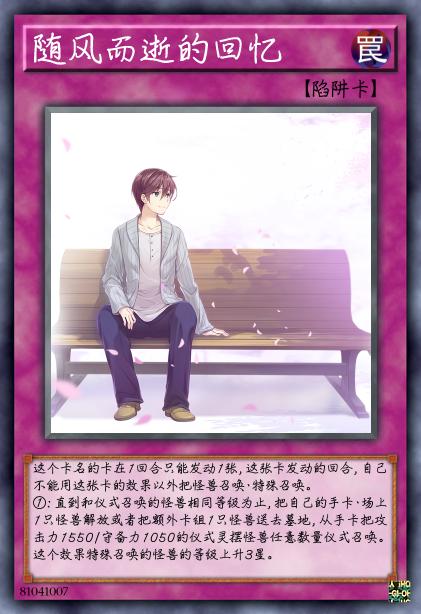 随风而逝的回忆
罠
【陷阱卡】
这个卡名的卡在1回合只能发动1张,这张卡发动的回合,自己
不能用这张卡的效果以外把怪兽召唤·特殊召唤。
①:直到和仪式召唤的怪兽相同等级为止,把自己的手卡·场上
1只怪兽解放或者把额外卡组1只怪兽送去墓地,从手卡把攻
击力1550/守备力1050的仪式灵摆怪兽任意数量仪式召唤。
这个效果特殊召唤的怪兽的等级上升3星。
81041007